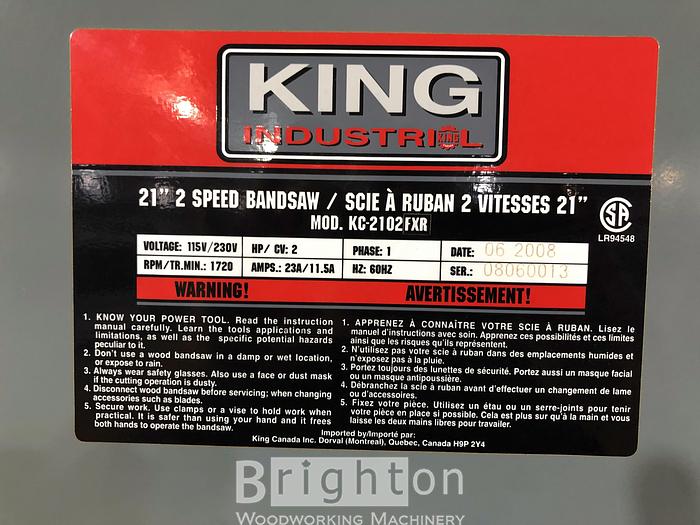 KING
INDUSTRIAL
KING
21" 2 SPEED BANDSAW / SCIE À RUBAN 2 VITESSES 21"
MOD. KC-2102FXR
LR94548
VOLTAGE: 115V/230V HP/ CV: 2 PHASE: 1 DATE: 06 2008
RPM/TR.MIN.: 1720 AMPS.: 23A/11.5A HZ: 60HZ SER.: 08060013
WARNING! AVERTISSEMENT!
1. KNOW YOUR POWER TOOL. Read the instruction
manual carefully. Learn the tools applications and
limitations, as well as the specific potential hazards
peculiar to it.
2. Don't use a wood bandsaw in a damp or wet location,
or expose to rain.
3. Always wear safety glasses. Also use a face or dust mask
if the cutting operation is dusty.
4. Disconnect wood bandsaw before servicing; when changing
accessories such as blades.
5. Secure work. Use clamps or a vise to hold work when
practical. It is safer than using your hand and it frees
both hands to operate the bandsaw.
1. APPRENEZ À CONNAÎTRE VOTRE SCIE À RUBAN. Lisez le
manuel d'instructions avec soin. Apprenez ces possibilités et ces limites
ainsi que les risques qu'ils représentent.
2. N'utilisez pas votre scie à ruban dans des emplacements humides et
n'exposez pas à la pluie.
3. Portez toujours des lunettes de sécurité. Portez aussi un masque facial
ou un masque antipoussière.
4. Débranchez la scie à ruban avant d'effectuer un changement de lame
ou d'accessoires.
5. Fixez votre pièce. Utilisez un étau ou un serre-joints pour tenir
votre pièce en place si possible. Cela est plus sur qu'à la main et vous
laisse les deux mains libres pour travailler.
Imported by/Importé par:
King Canada Inc. Dorval (Montreal), Quebec, Canada H9P 2Y4
Brighton
WOODWORKING MACHINERY